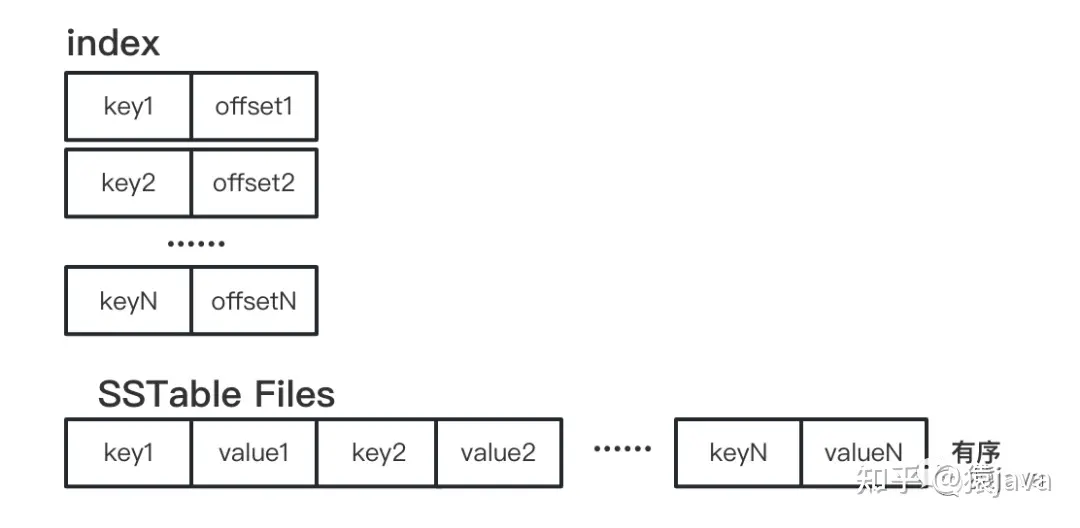 index
key1 offset1
key2 offset2
······
keyN offsetN
SSTable Files
key1 value1 key2 value2 ······ keyN valueN 有序
知乎 @猿java